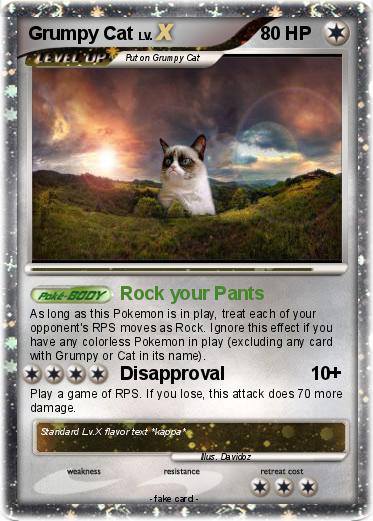 Grumpy Cat LV. X 80 HP
LEVEL-UP Put on Grumpy Cat
Poké-BODY Rock your Pants
As long as this Pokemon is in play, treat each of your
opponent's RPS moves as Rock. Ignore this effect if you
have any colorless Pokemon in play (excluding any card
with Grumpy or Cat in its name).
Disapproval 10+
Play a game of RPS. If you lose, this attack does 70 more
damage.
Standard Lv.X flavor text *kappa*
Illus. Davidoz
weakness resistance retreat cost
- fake card -